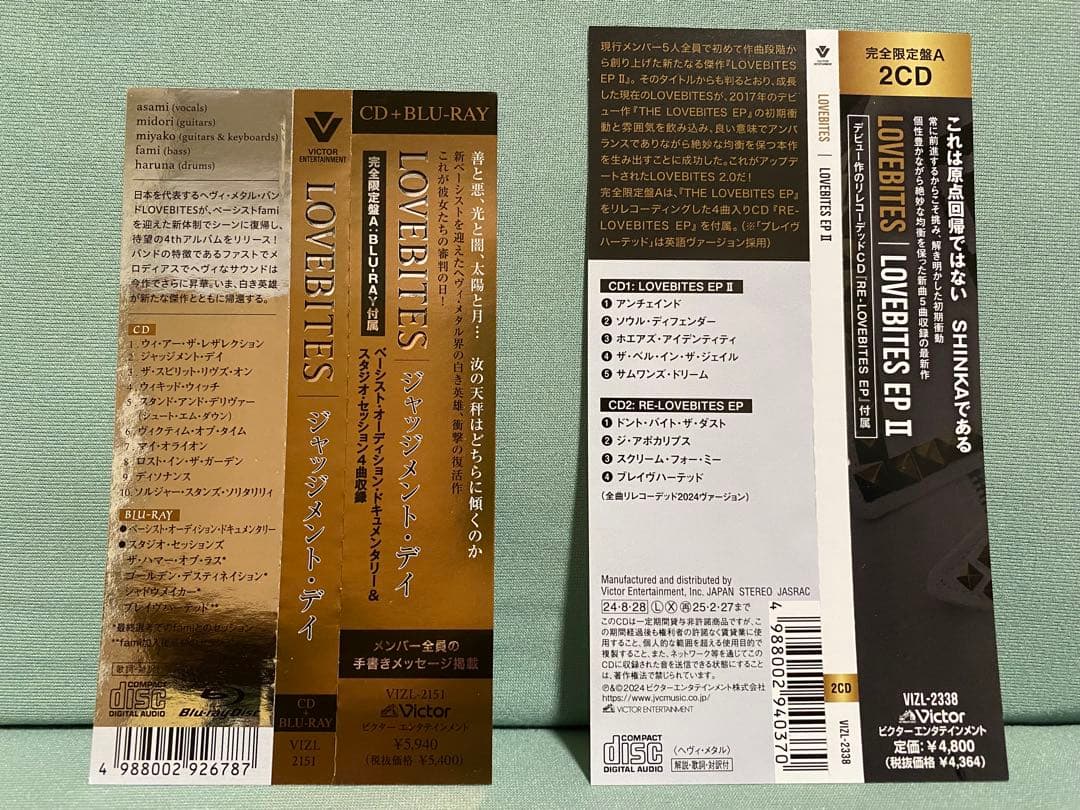 asami (vocals)
midori (guitars)
miyako (guitars & keyboards)
fami (bass)
haruna (drums)
日本を代表するヘヴィ・メタル・バン
ドLOVEBITESが、ベーシストfami
を迎えた新体制でシーンに復帰し、
待望の4thアルバムをリリース!
バンドの特徴であるファストでメ
ロディアスでヘヴィなサウンドは
今作でさらに昇華。いま、白き英雄
が新たな傑作とともに帰還する。
CD
1. ウィ・アー・ザ・レザレクション
2. ジャッジメント・デイ
3. ザ・スピリット・リヴズ・オン
4. ウィキッド・ウィッチ
5. スタンド・アンド・デリヴァー
(シュート・エム・ダウン)
6. ヴィクティム・オブ・タイム
7. マイ・オライオン
8. ロスト・イン・ザ・ガーデン
9. ディソナンス
10. ソルジャー・スタンズ・ソリタリリィ
BLU-RAY
●ベーシスト・オーディション・ドキュメンタリー
●スタジオ・セッションズ
ザ・ハマー・オブ・ラス*
ゴールデン・デスティネイション*
シャドウメイカー*
ブレイヴハーテッド**
*最終選考でのfamiとのセッション
COMPACT
disc
DIGITAL AUDIO
Blu-ray Disc
4 988002 926787
VICTOR
ENTERTAINMENT
LOVEBITES | ジャッジメント・デイ
CD
+
BLU-RAY
VIZL
2151
CD+BLU-RAY
善と悪、光と闇、太陽と月… 汝の天秤はどちらに傾くのか
新ベーシストを迎えたヘヴィ・メタル界の白き英雄、衝撃の復活作
これが彼女たちの審判の日!
LOVEBITES | ジャッジメント・デイ
完全限定盤A:BLU-RAY付属
ベーシスト・オーディション・ドキュメンタリー&
スタジオ・セッション4曲収録
メンバー全員の
手書きメッセージ掲載
VIZL-2151
Victor
ビクターエンタテインメント
¥5,940
(税抜価格 ¥5,400)
現行メンバー5人全員で初めて作曲段階か
ら創り上げた新たなる傑作『LOVEBITES
EP II』。そのタイトルからも判るとおり、成長
した現在のLOVEBITESが、2017年のデビ
ュー作『THE LOVEBITES EP』の初期衝
動と雰囲気を飲み込み、良い意味でアンバ
ランスでありながら絶妙な均衡を保つ本作
を生み出すことに成功した。これがアップデ
ートされたLOVEBITES 2.0だ!
完全限定盤Aは、『THE LOVEBITES EP』
をリレコーディングした4曲入りCD『RE-
LOVEBITES EP』を付属。(※「ブレイヴ
ハーテッド」は英語ヴァージョン採用)
CD1: LOVEBITES EP II
❶ アンチェインド
❷ ソウル・ディフェンダー
❸ ホエアズ・アイデンティティ
❹ ザ・ベル・イン・ザ・ジェイル
❺ サムワンズ・ドリーム
CD2: RE-LOVEBITES EP
❶ ドント・バイト・ザ・ダスト
❷ ジ・アポカリプス
❸ スクリーム・フォー・ミー
❹ ブレイヴハーテッド
(全曲リレコーデッド2024ヴァージョン)
Manufactured and distributed by
Victor Entertainment, Inc. JAPAN STEREO JASRAC
24・8・28 Ⓛ Ⓧ 再 25・2・27まで
このCDは一定期間貸与非許諾商品ですが、こ
の期間経過後も権利者の許諾なく賃貸業に使
用すること、個人的な範囲を超える使用目的で
複製すること、また、ネットワーク等を通じてこの
CDに収録された音を送信できる状態にすること
は、著作権法で禁じられています。
Ⓟ&©2024 ビクターエンタテインメント株式会社
https://www.jvcmusic.co.jp/
VICTOR ENTERTAINMENT
COMPACT
disc
DIGITAL AUDIO
〈ヘヴィ・メタル〉
解説・歌詞・対訳付
4 988002 940370
VICTOR
ENTERTAINMENT
LOVEBITES | LOVEBITES EP II
2CD
VIZL-2338
完全限定盤A
2CD
これは原点回帰ではない SHINKAである
常に前進するからこそ挑み、解き明かした初期衝動
個性豊かながら絶妙な均衡を保った新曲5曲収録の最新作
LOVEBITES | LOVEBITES EP II
デビュー作のリレコーデッドCD『RE-LOVEBITES EP』付属
VIZL-2338
Victor
ビクター エンタテインメント
定価:¥4,800
(税抜価格 ¥4,364)